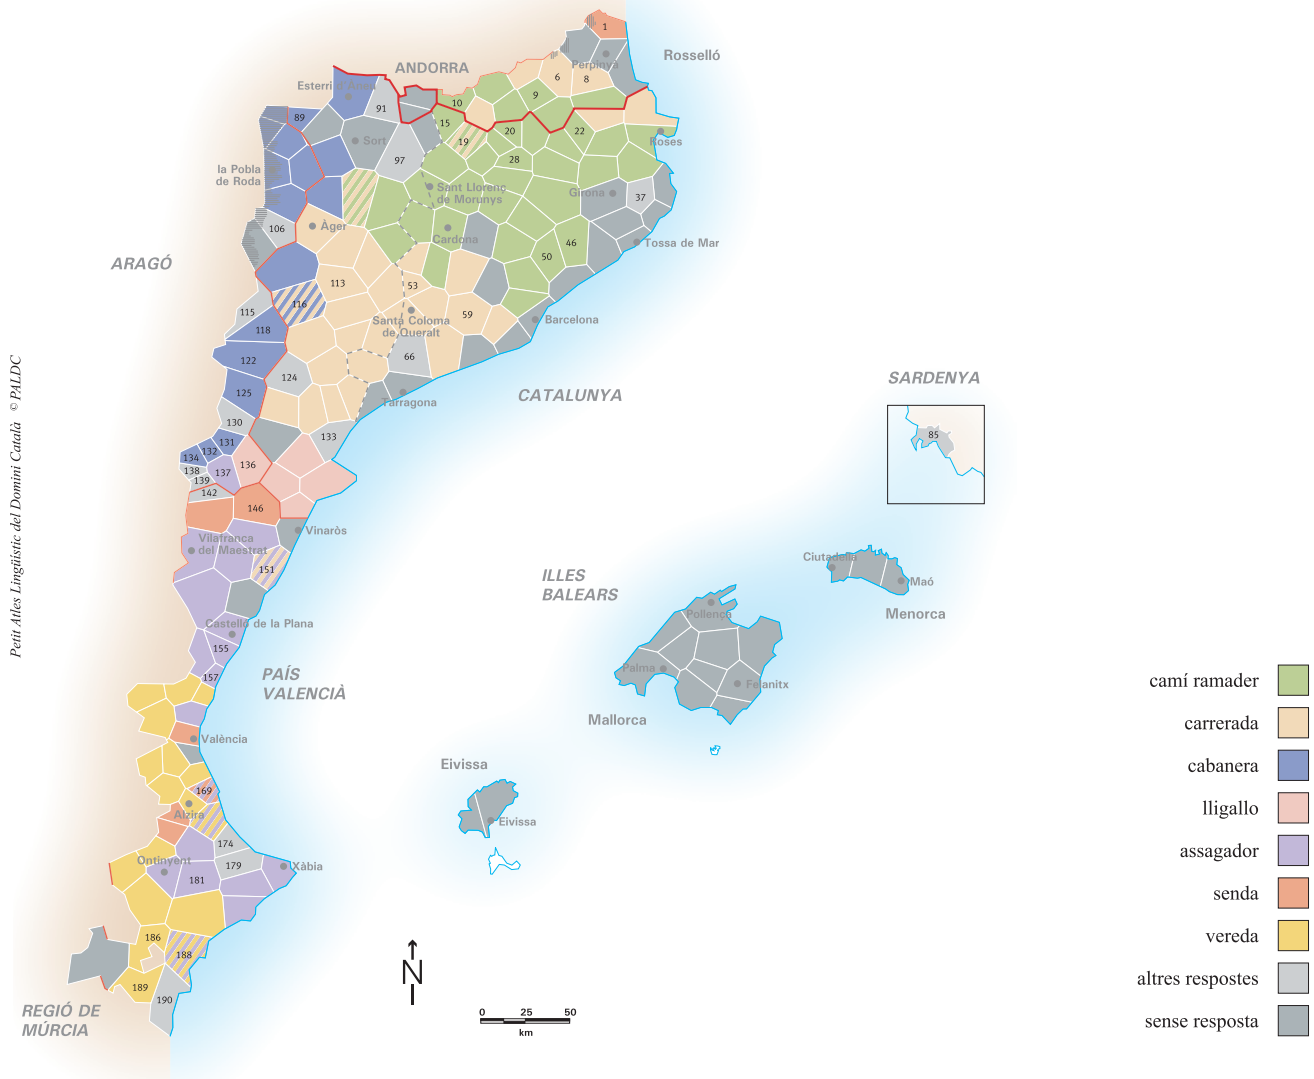 1
Rosselló
Perpinyà
ANDORRA
6
8
Esterri d'Àneu
9
91
10
89
15
20
22
Sort
19
Roses
97
28
la Pobla
de Roda
Sant Llorenç
de Morunys
Girona
37
106
Àger
Cardona
46
Tossa de Mar
50
ARAGÓ
113
53
116
115
59
Santa Coloma
de Queralt
Barcelona
118
122
66
124
SARDENYA
125
CATALUNYA
Tarragona
130
133
85
131
132
134
136
138
137
139
142
146
Vinaròs
Vilafranca
del Maestrat
151
Ciutadella
ILLES
BALEARS
Maó
Menorca
Pollença
Castelló de la Plana
155
Palma
157
PAÍS
VALENCIÀ
Felanitx
Mallorca
València
Eivissa
169
Alzira
Eivissa
174
Ontinyent
179
Xàbia
181
186
188
189
190
REGIÓ DE
MÚRCIA
N
0 25 50
km
camí ramader
carrerada
cabanera
lligallo
assagador
senda
vereda
altres respostes
sense resposta
Petit Atles Lingüístic del Domini Català © PALDC